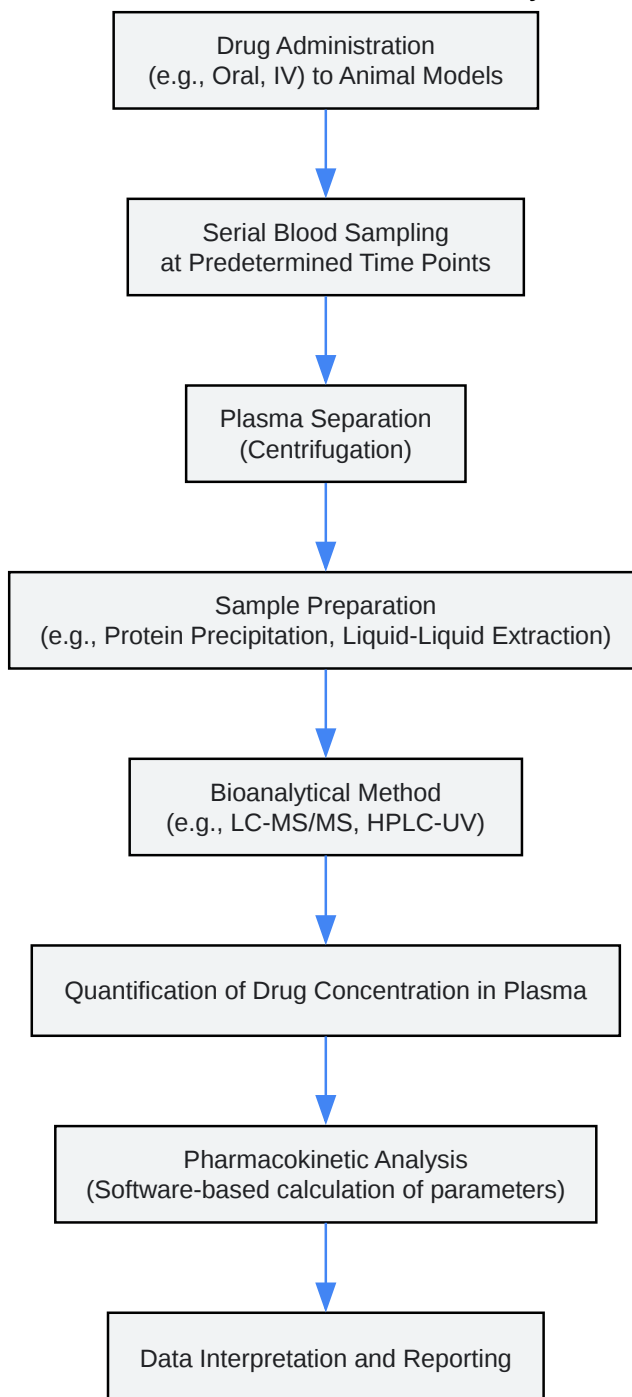 Drug Administration
(e.g., Oral, IV) to Animal Models
Serial Blood Sampling
at Predetermined Time Points
Plasma Separation
(Centrifugation)
Sample Preparation
(e.g., Protein Precipitation, Liquid-Liquid Extraction)
Bioanalytical Method
(e.g., LC-MS/MS, HPLC-UV)
Quantification of Drug Concentration in Plasma
Pharmacokinetic Analysis
(Software-based calculation of parameters)
Data Interpretation and Reporting